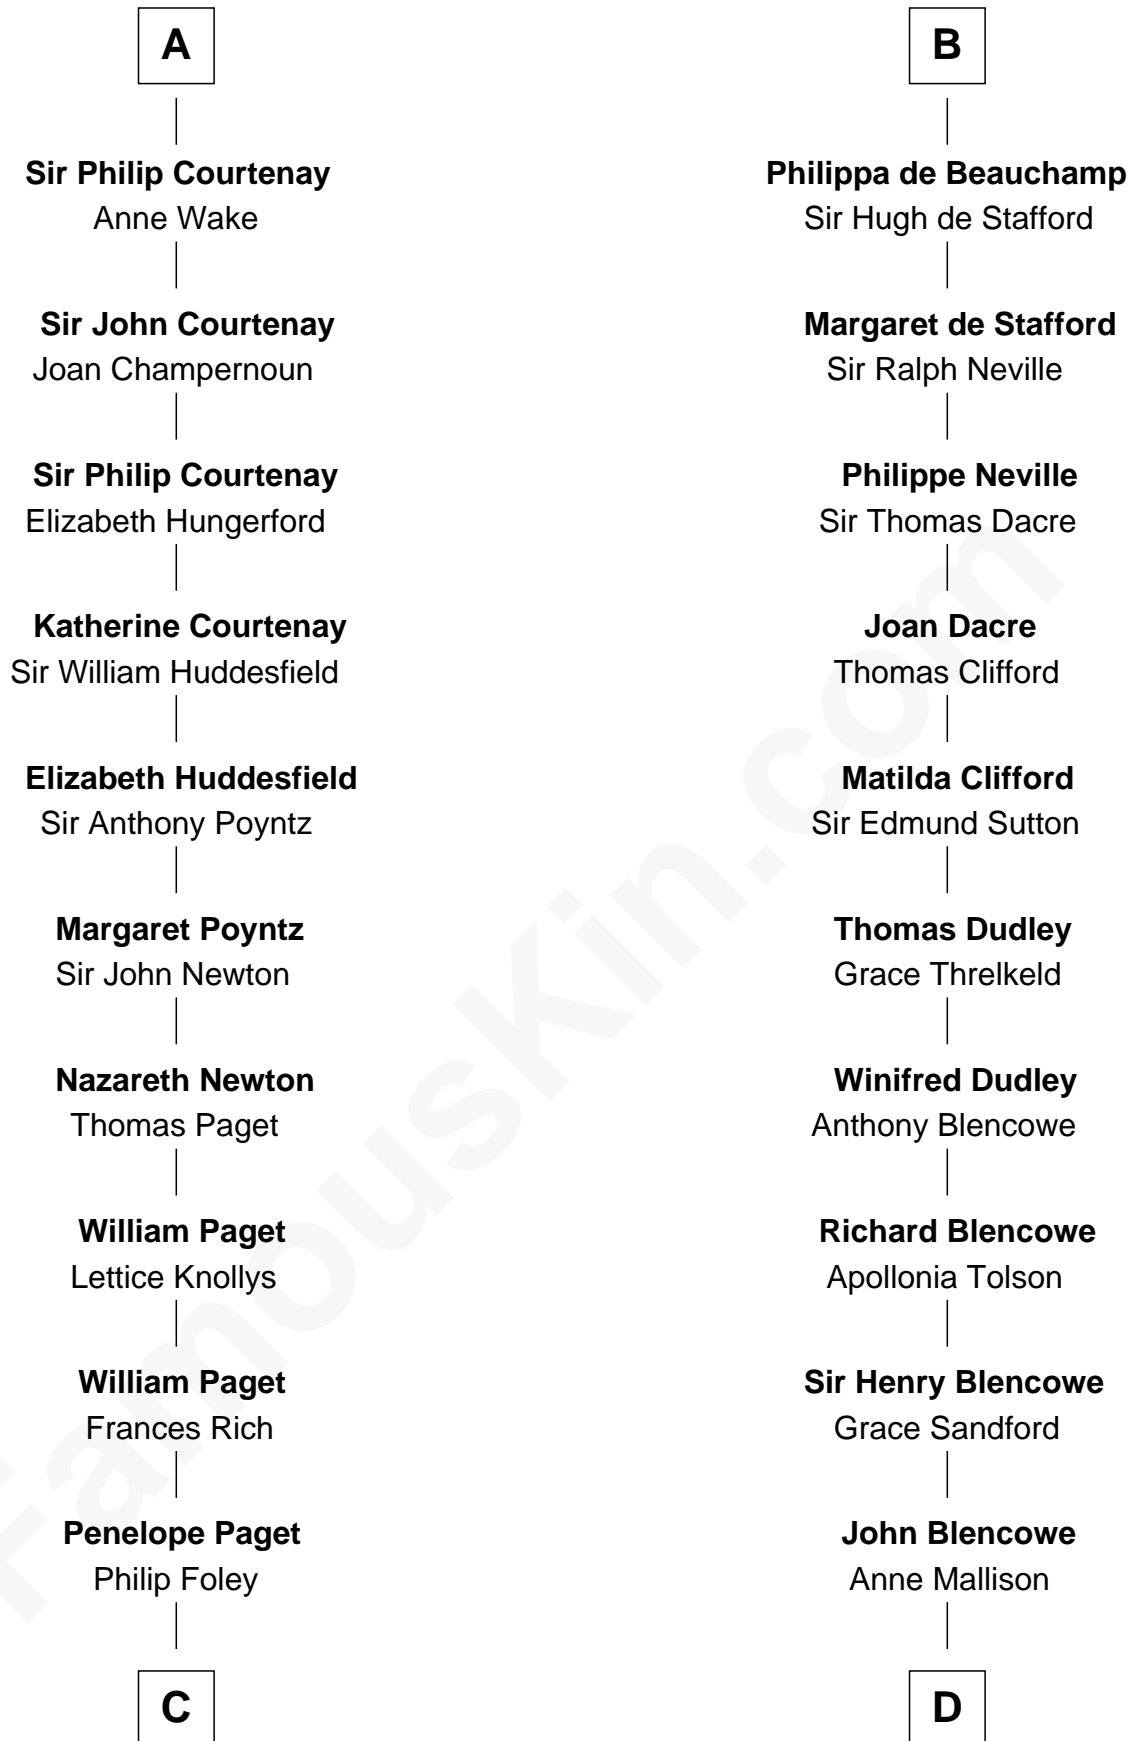 A
Sir Philip Courtenay
Anne Wake
Sir John Courtenay
Joan Champernoun
Sir Philip Courtenay
Elizabeth Hungerford
Katherine Courtenay
Sir William Huddesfield
Elizabeth Huddesfield
Sir Anthony Poyntz
Margaret Poyntz
Sir John Newton
Nazareth Newton
Thomas Paget
William Paget
Lettice Knollys
William Paget
Frances Rich
Penelope Paget
Philip Foley
C
B
Philippa de Beauchamp
Sir Hugh de Stafford
Margaret de Stafford
Sir Ralph Neville
Philippe Neville
Sir Thomas Dacre
Joan Dacre
Thomas Clifford
Matilda Clifford
Sir Edmund Sutton
Thomas Dudley
Grace Threlkeld
Winifred Dudley
Anthony Blencowe
Richard Blencowe
Apollonia Tolson
Sir Henry Blencowe
Grace Sandford
John Blencowe
Anne Mallison
D
FamousKin.com